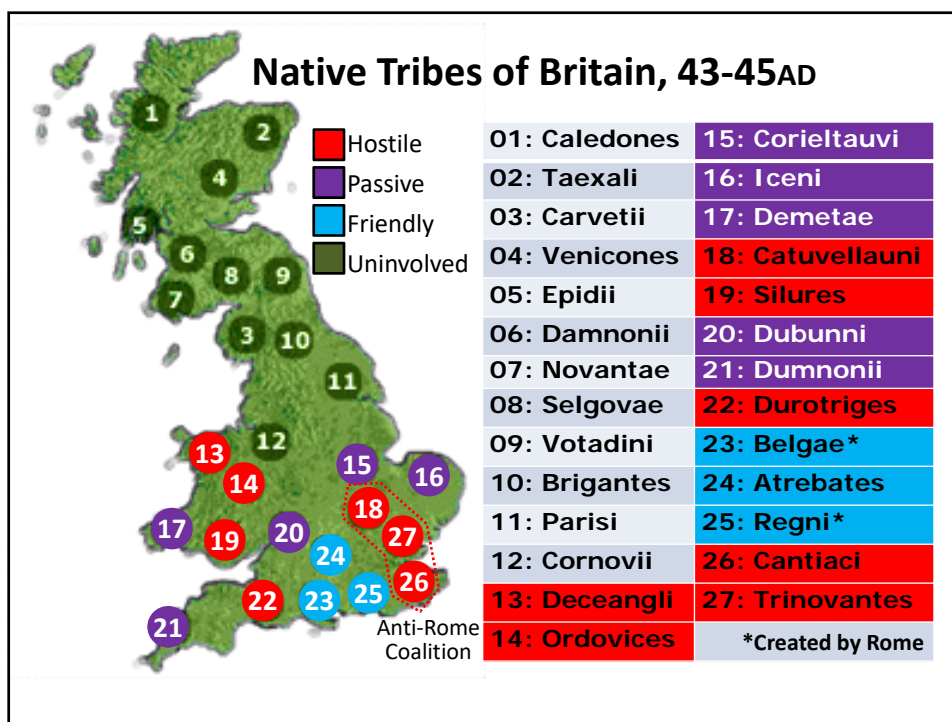 Native Tribes of Britain, 43-45AD
1
2
4
5
6
8
9
7
3
10
11
12
13
14
15
16
17
19
20
18
27
24
26
22
23
25
21
Anti-Rome
Coalition
Hostile
Passive
Friendly
Uninvolved
01: Caledones
02: Taexali
03: Carvetii
04: Venicones
05: Epidii
06: Damnonii
07: Novantae
08: Selgovae
09: Votadini
10: Brigantes
11: Parisi
12: Cornovii
13: Deceangli
14: Ordovices
15: Corieltauvi
16: Iceni
17: Demetae
18: Catuvellauni
19: Silures
20: Dubunni
21: Dumnonii
22: Durotriges
23: Belgae*
24: Atrebates
25: Regni*
26: Cantiaci
27: Trinovantes
*Created by Rome